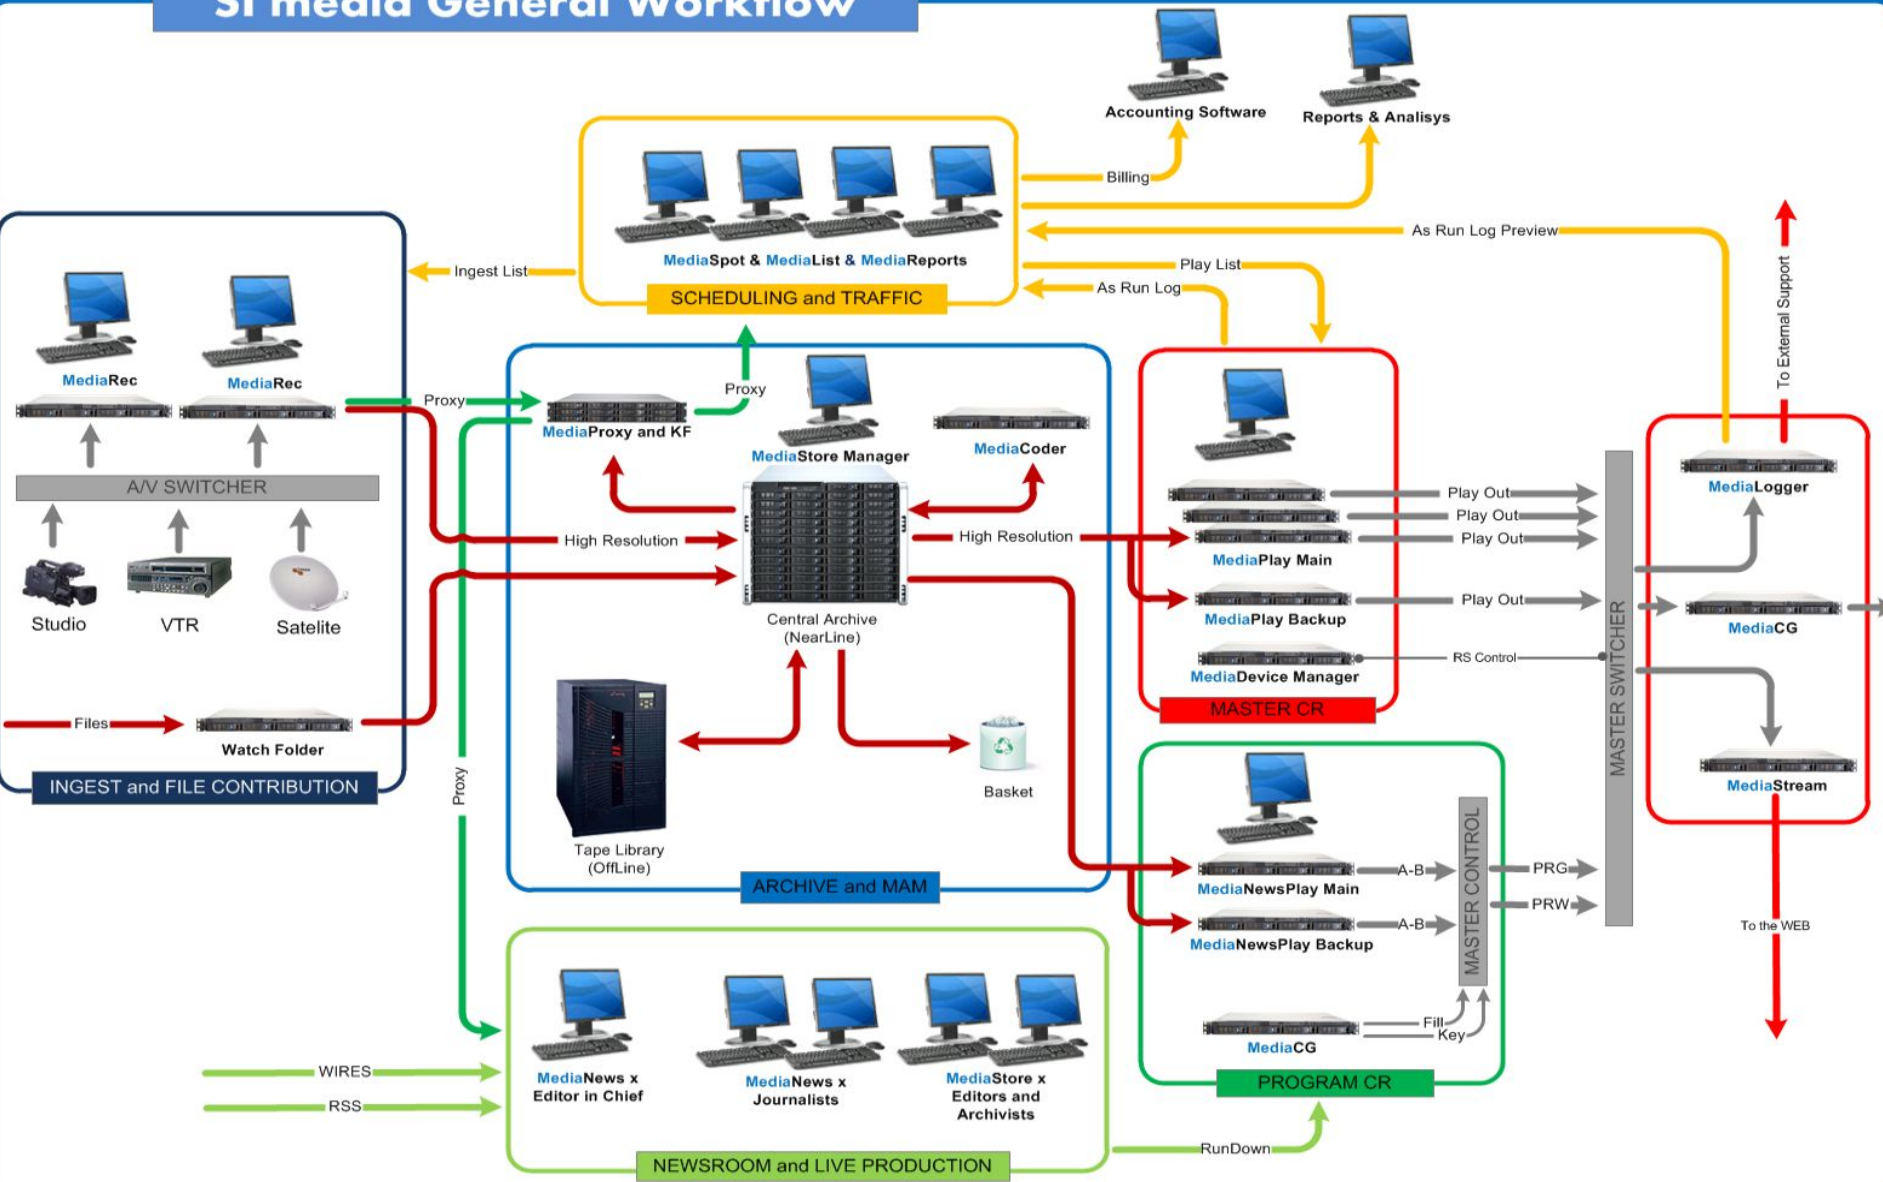 SI media General Workflow
Accounting Software
Reports & Analisys
Billing
As Run Log Preview
Ingest List
MediaSpot & MediaList & MediaReports
Play List
As Run Log
SCHEDULING and TRAFFIC
To External Support
MediaRec
MediaRec
Proxy
Proxy
MediaProxy and KF
MediaStore Manager
MediaCoder
A/V SWITCHER
High Resolution
High Resolution
Studio
VTR
Satelite
Central Archive
(NearLine)
Files
Watch Folder
INGEST and FILE CONTRIBUTION
Proxy
Tape Library
(OffLine)
Basket
ARCHIVE and MAM
Play Out
Play Out
Play Out
MediaPlay Main
Play Out
MediaPlay Backup
RS Control
MediaDevice Manager
MASTER CR
MASTER SWITCHER
MediaLogger
MediaCG
MediaStream
To the WEB
MediaNewsPlay Main
A-B
MediaNewsPlay Backup
A-B
MASTER CONTROL
PRG
PRW
Fill
Key
MediaCG
PROGRAM CR
WIRES
RSS
MediaNews x
Editor in Chief
MediaNews x
Journalists
MediaStore x
Editors and
Archivists
RunDown
NEWSROOM and LIVE PRODUCTION